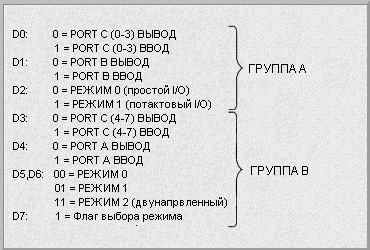 D0: 0 = PORT C (0-3) ВЫВОД
1 = PORT C (0-3) ВВОД
D1: 0 = PORT B ВЫВОД
1 = PORT B ВВОД
ГРУППА A
D2: 0 = РЕЖИМ 0 (простой I/O)
1 = РЕЖИМ 1 (потактовый I/O)
D3: 0 = PORT C (4-7) ВЫВОД
1 = PORT C (4-7) ВВОД
D4: 0 = PORT A ВЫВОД
1 = PORT A ВВОД
ГРУППА B
D5,D6: 00 = РЕЖИМ 0
01 = РЕЖИМ 1
11 = РЕЖИМ 2 (двунапрвленный)
D7: 1 = Флаг выбора режима